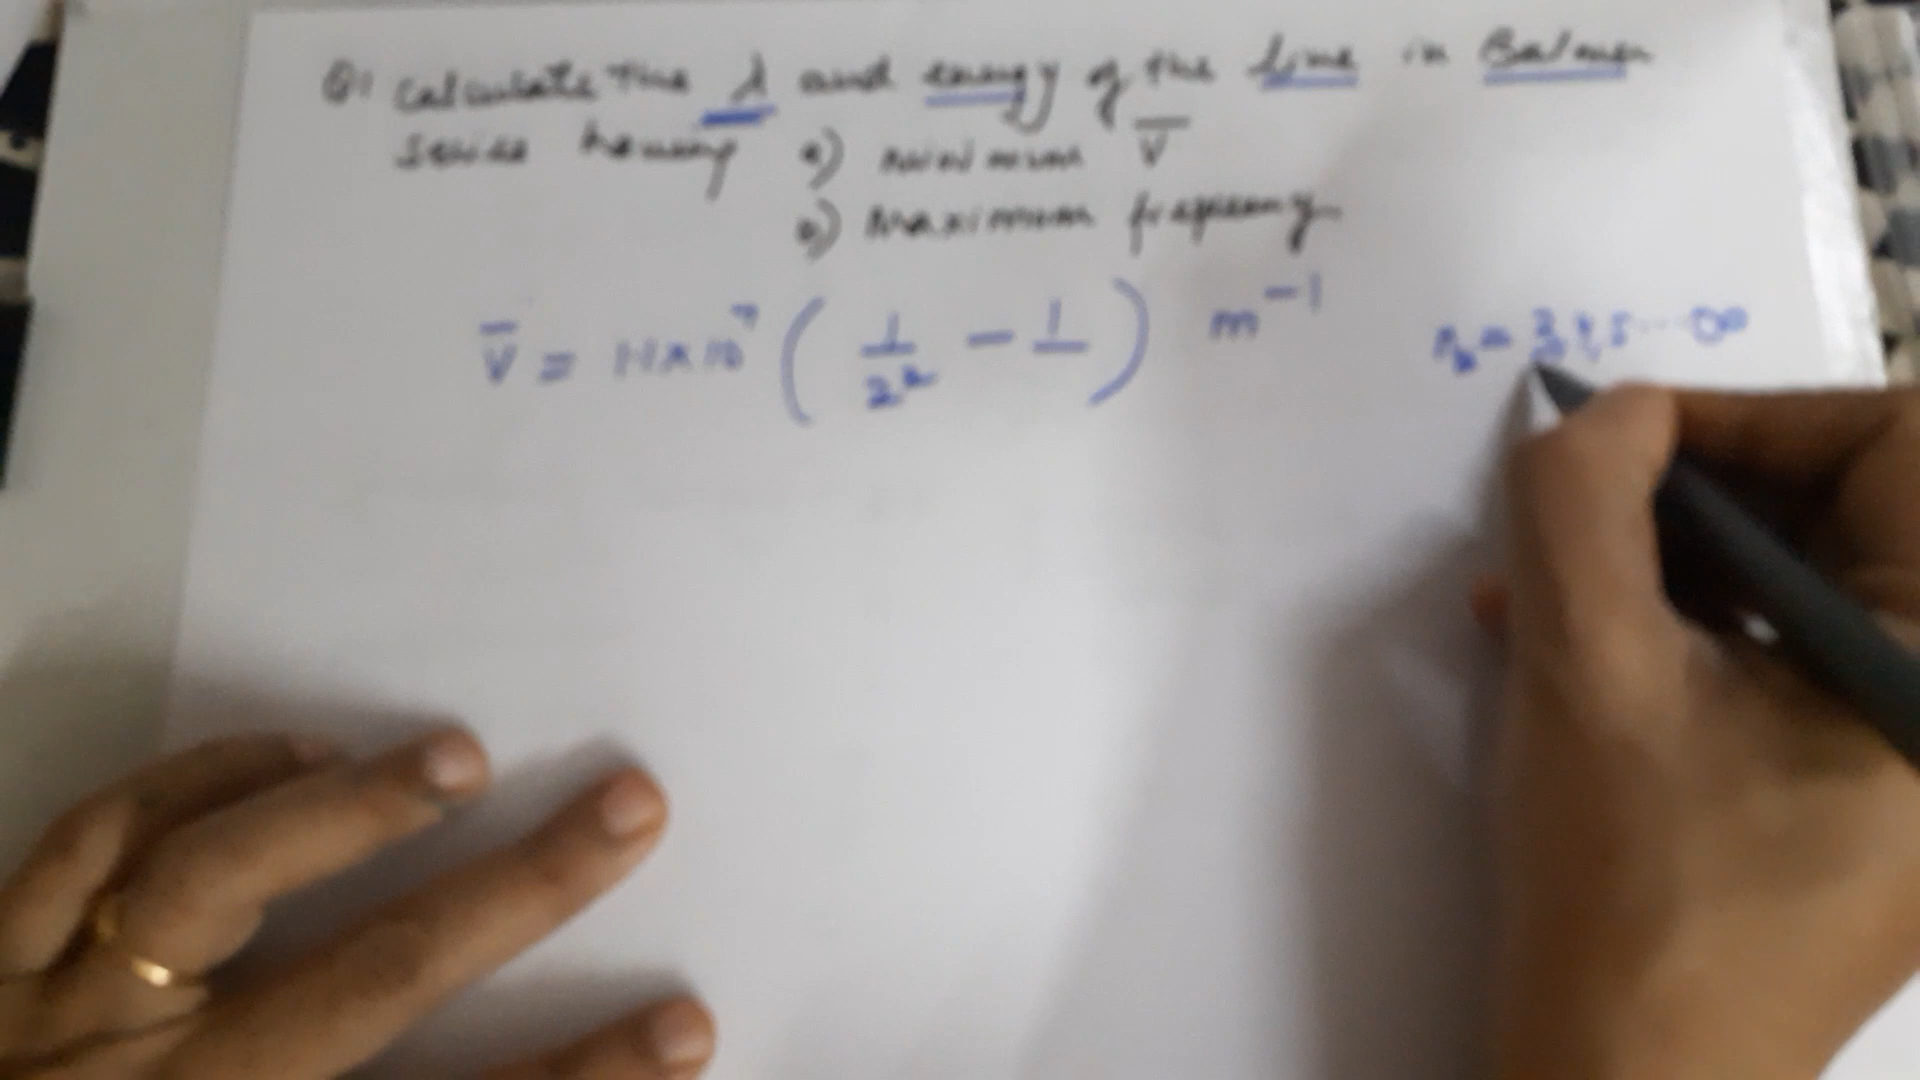 Q1 Calculate the λ and energy of the line in Balmer
series having a) minimum V̅
b) Maximum frequency
V̅ = 1.1×10⁷ ( 1/2² − 1/ ) m⁻¹
n₂ = 3,4,5...∞